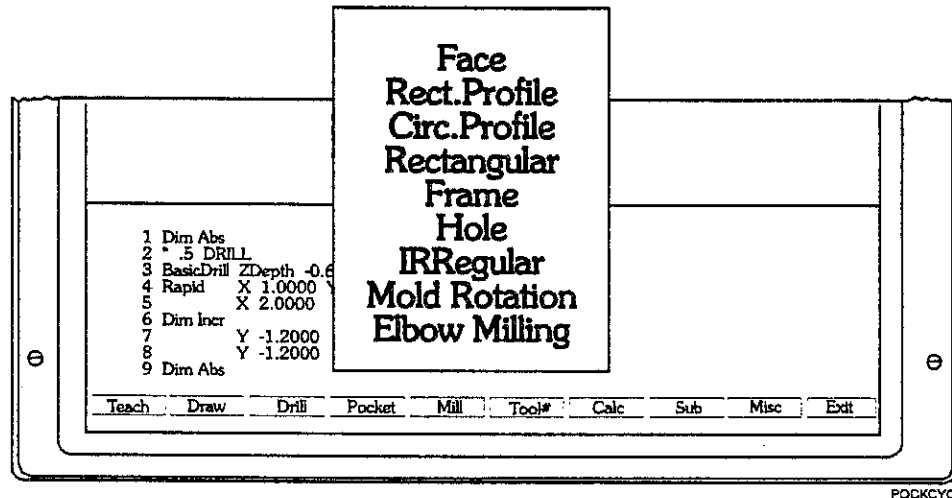 Face
Rect.Profile
Circ.Profile
Rectangular
Frame
Hole
IRRegular
Mold Rotation
Elbow Milling
1 Dim Abs
2 * .5 DRILL
3 BasicDrill ZDepth -0.6
4 Rapid X 1.0000
5 X 2.0000
6 Dim Incr
7 Y -1.2000
8 Y -1.2000
9 Dim Abs
Teach Draw Drill Pocket Mill Tool# Calc Sub Misc Exit
POCKCYC